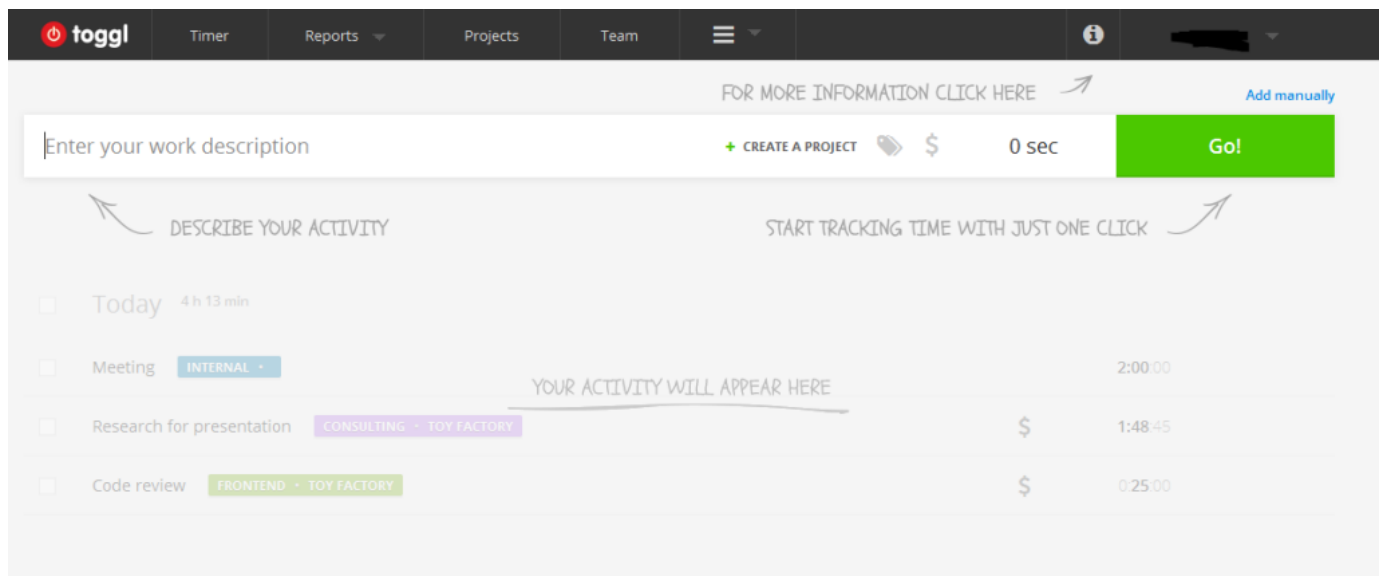 toggl Timer Reports Projects Team
FOR MORE INFORMATION CLICK HERE
Add manually
Enter your work description + CREATE A PROJECT $ 0 sec Go!
DESCRIBE YOUR ACTIVITY START TRACKING TIME WITH JUST ONE CLICK
Today 4 h 13 min
Meeting INTERNAL • 2:00:00
YOUR ACTIVITY WILL APPEAR HERE
Research for presentation CONSULTING • TOY FACTORY $ 1:48:45
Code review FRONTEND • TOY FACTORY $ 0:25:00